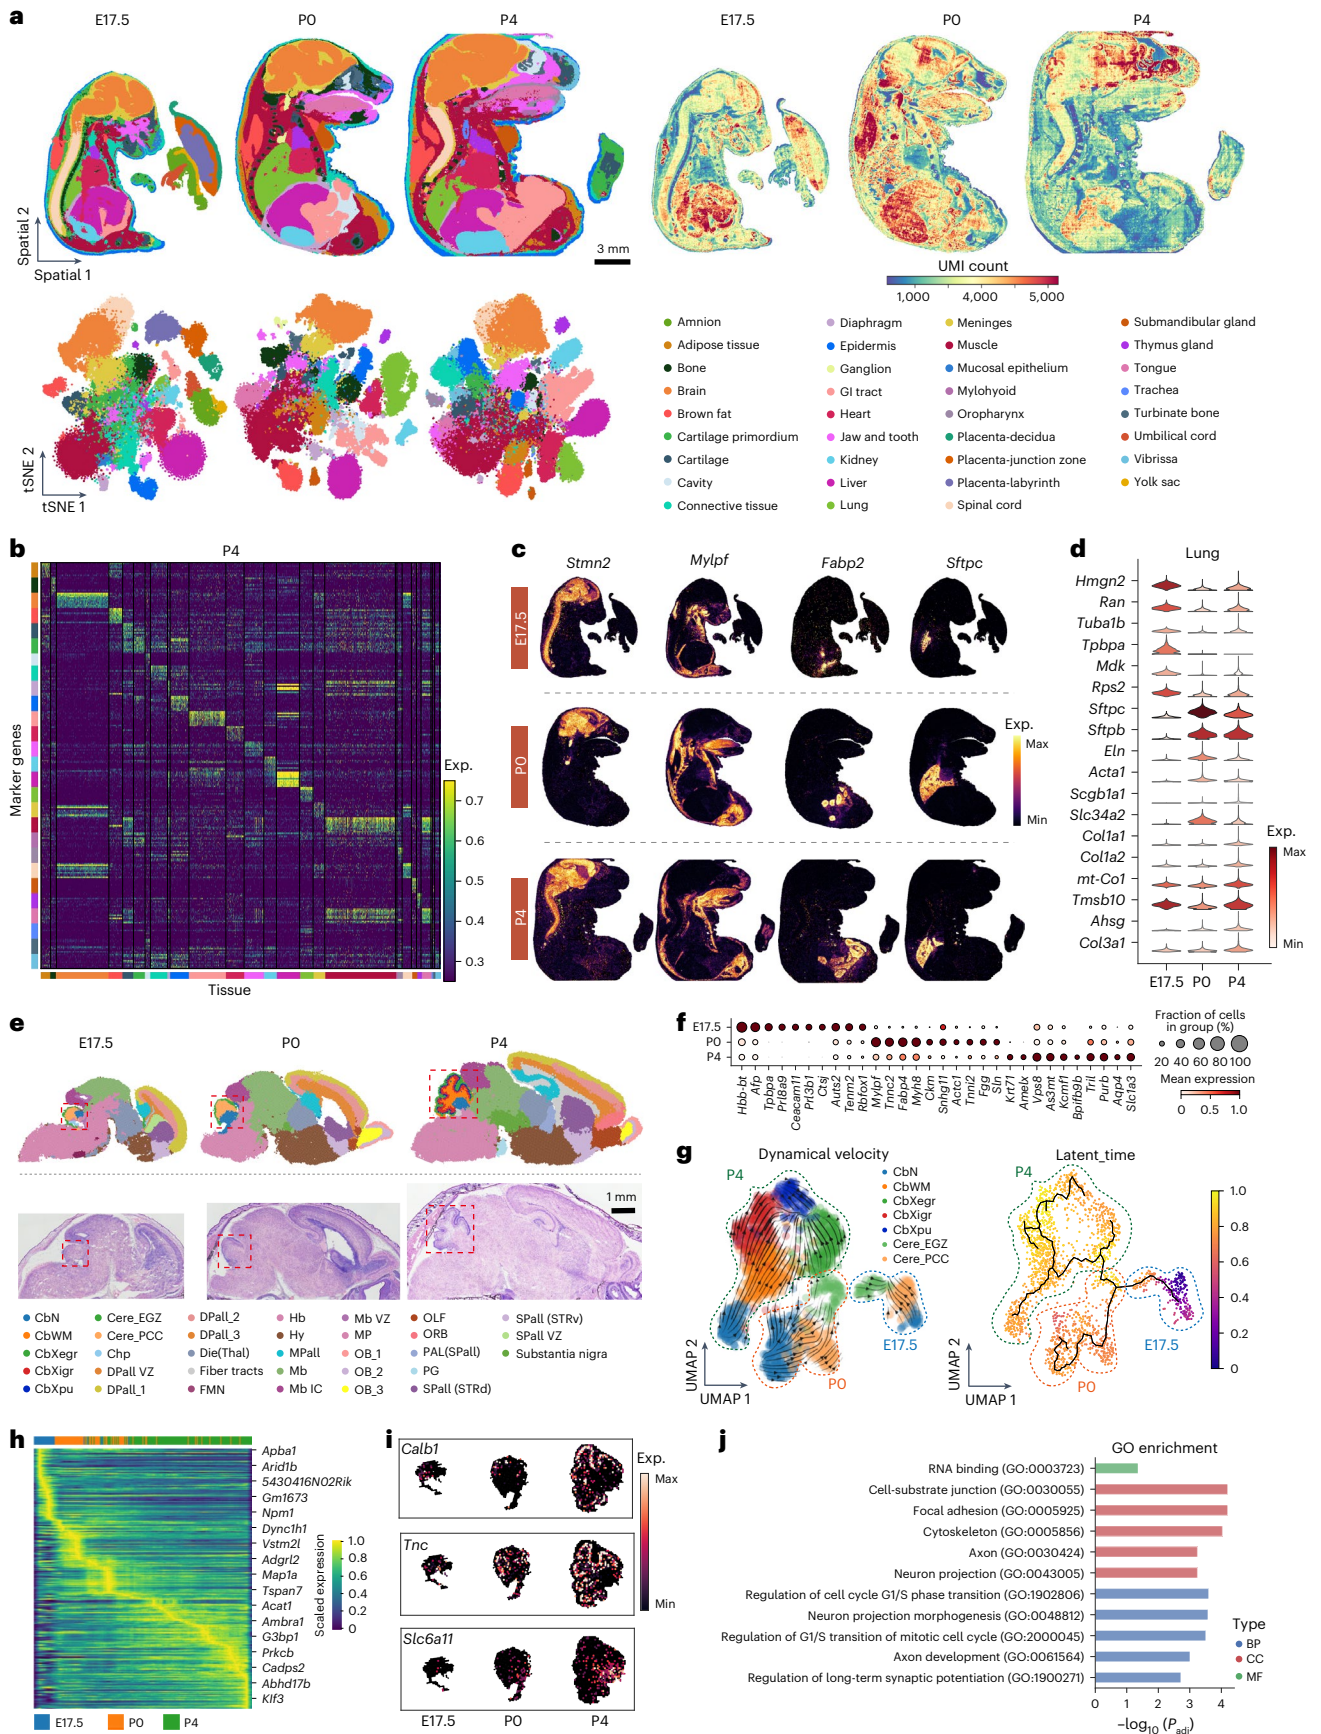 a
E17.5
P0
P4
E17.5
P0
P4
Spatial 2
Spatial 1
3 mm
UMI count
1,000
4,000
5,000
tSNE 2
tSNE 1
Amnion
Adipose tissue
Bone
Brain
Brown fat
Cartilage primordium
Cartilage
Cavity
Connective tissue
Diaphragm
Epidermis
Ganglion
GI tract
Heart
Jaw and tooth
Kidney
Liver
Lung
Meninges
Muscle
Mucosal epithelium
Mylohyoid
Oropharynx
Placenta-decidua
Placenta-junction zone
Placenta-labyrinth
Spinal cord
Submandibular gland
Thymus gland
Tongue
Trachea
Turbinate bone
Umbilical cord
Vibrissa
Yolk sac
b
P4
Marker genes
Tissue
Exp.
0.7
0.6
0.5
0.4
0.3
c
Stmn2
Mylpf
Fabp2
Sftpc
E17.5
P0
P4
Exp.
Max
Min
d
Lung
Hmgn2
Ran
Tuba1b
Tpbpa
Mdk
Rps2
Sftpc
Sftpb
Eln
Acta1
Scgb1a1
Slc34a2
Col1a1
Col1a2
mt-Co1
Tmsb10
Ahsg
Col3a1
E17.5 P0 P4
Exp.
Max
Min
e
E17.5
P0
P4
1 mm
CbN
CbWM
CbXegr
CbXigr
CbXpu
Cere_EGZ
Cere_PCC
Chp
DPall VZ
DPall_1
DPall_2
DPall_3
Die(Thal)
Fiber tracts
FMN
Hb
Hy
MPall
Mb
Mb IC
Mb VZ
MP
OB_1
OB_2
OB_3
OLF
ORB
PAL(SPall)
PG
SPall (STRd)
SPall (STRv)
SPall VZ
Substantia nigra
f
E17.5
P0
P4
Hbb-bt
Afp
Tpbpa
Prl8a9
Ceacam11
Prl3b1
Ctsj
Auts2
Tenm2
Rbfox1
Mylpf
Tnnc2
Fabp4
Myh8
Ckm
Snhg11
Actc1
Tnni2
Fgg
Sln
Krt71
Amelx
Vps8
As3mt
Kcnmf1
Bpifb9b
Tril
Purb
Aqp4
Slc1a3
Fraction of cells
in group (%)
20 40 60 80 100
Mean expression
0 0.5 1.0
g
Dynamical velocity
P4
E17.5
P0
UMAP 2
UMAP 1
CbN
CbWM
CbXegr
CbXigr
CbXpu
Cere_EGZ
Cere_PCC
Latent_time
P4
E17.5
P0
UMAP 2
UMAP 1
1.0
0.8
0.6
0.4
0.2
0
h
Apba1
Arid1b
5430416N02Rik
Gm1673
Npm1
Dync1h1
Vstm2l
Adgrl2
Map1a
Tspan7
Acat1
Ambra1
G3bp1
Prkcb
Cadps2
Abhd17b
Klf3
Scaled expression
1.0
0.8
0.6
0.4
0.2
0
E17.5 P0 P4
i
Calb1
Tnc
Slc6a11
E17.5 P0 P4
Exp.
Max
Min
j
GO enrichment
RNA binding (GO:0003723)
Cell-substrate junction (GO:0030055)
Focal adhesion (GO:0005925)
Cytoskeleton (GO:0005856)
Axon (GO:0030424)
Neuron projection (GO:0043005)
Regulation of cell cycle G1/S phase transition (GO:1902806)
Neuron projection morphogenesis (GO:0048812)
Regulation of G1/S transition of mitotic cell cycle (GO:2000045)
Axon development (GO:0061564)
Regulation of long-term synaptic potentiation (GO:1900271)
0 1 2 3 4
−log10 (Padj)
Type
BP
CC
MF